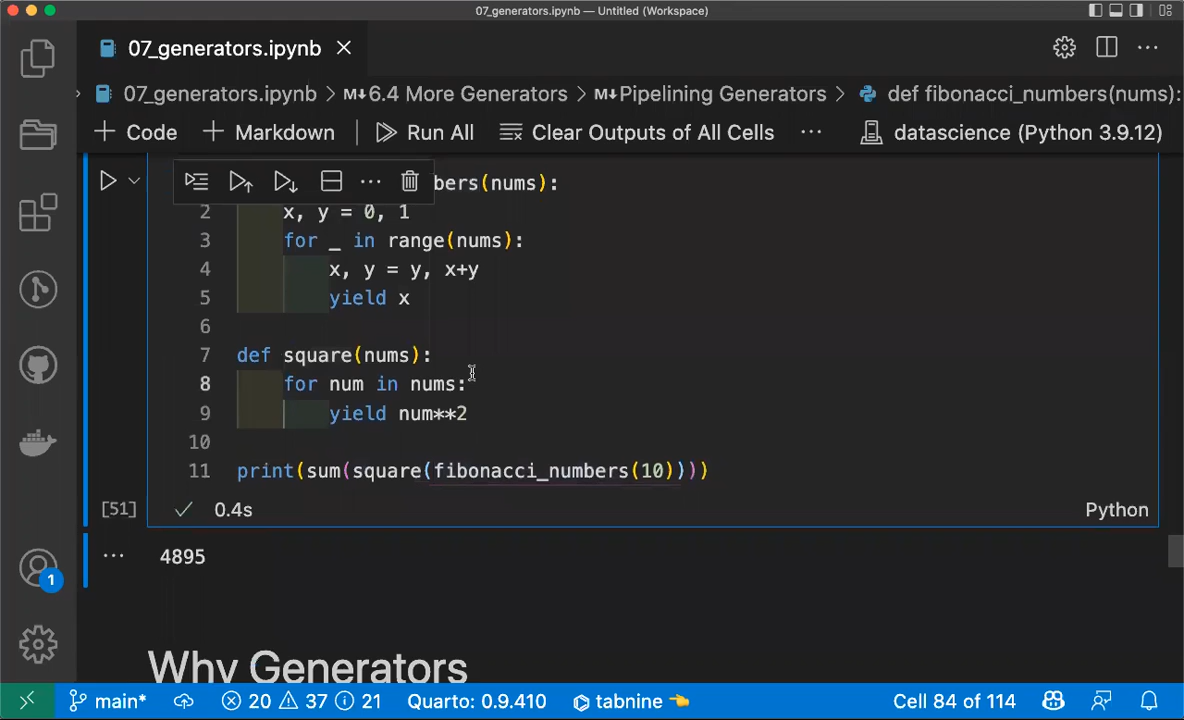 07_generators.ipynb — Untitled (Workspace)
07_generators.ipynb
07_generators.ipynb > M↓6.4 More Generators > M↓Pipelining Generators > def fibonacci_numbers(nums):
+ Code + Markdown | Run All Clear Outputs of All Cells ... datascience (Python 3.9.12)
bers(nums):
2 x, y = 0, 1
3 for _ in range(nums):
4 x, y = y, x+y
5 yield x
6
7 def square(nums):
8 for num in nums:
9 yield num**2
10
11 print(sum(square(fibonacci_numbers(10))))
[51] ✓ 0.4s Python
... 4895
Why Generators
1
main* 20 37 21 Quarto: 0.9.410 tabnine 👈 Cell 84 of 114